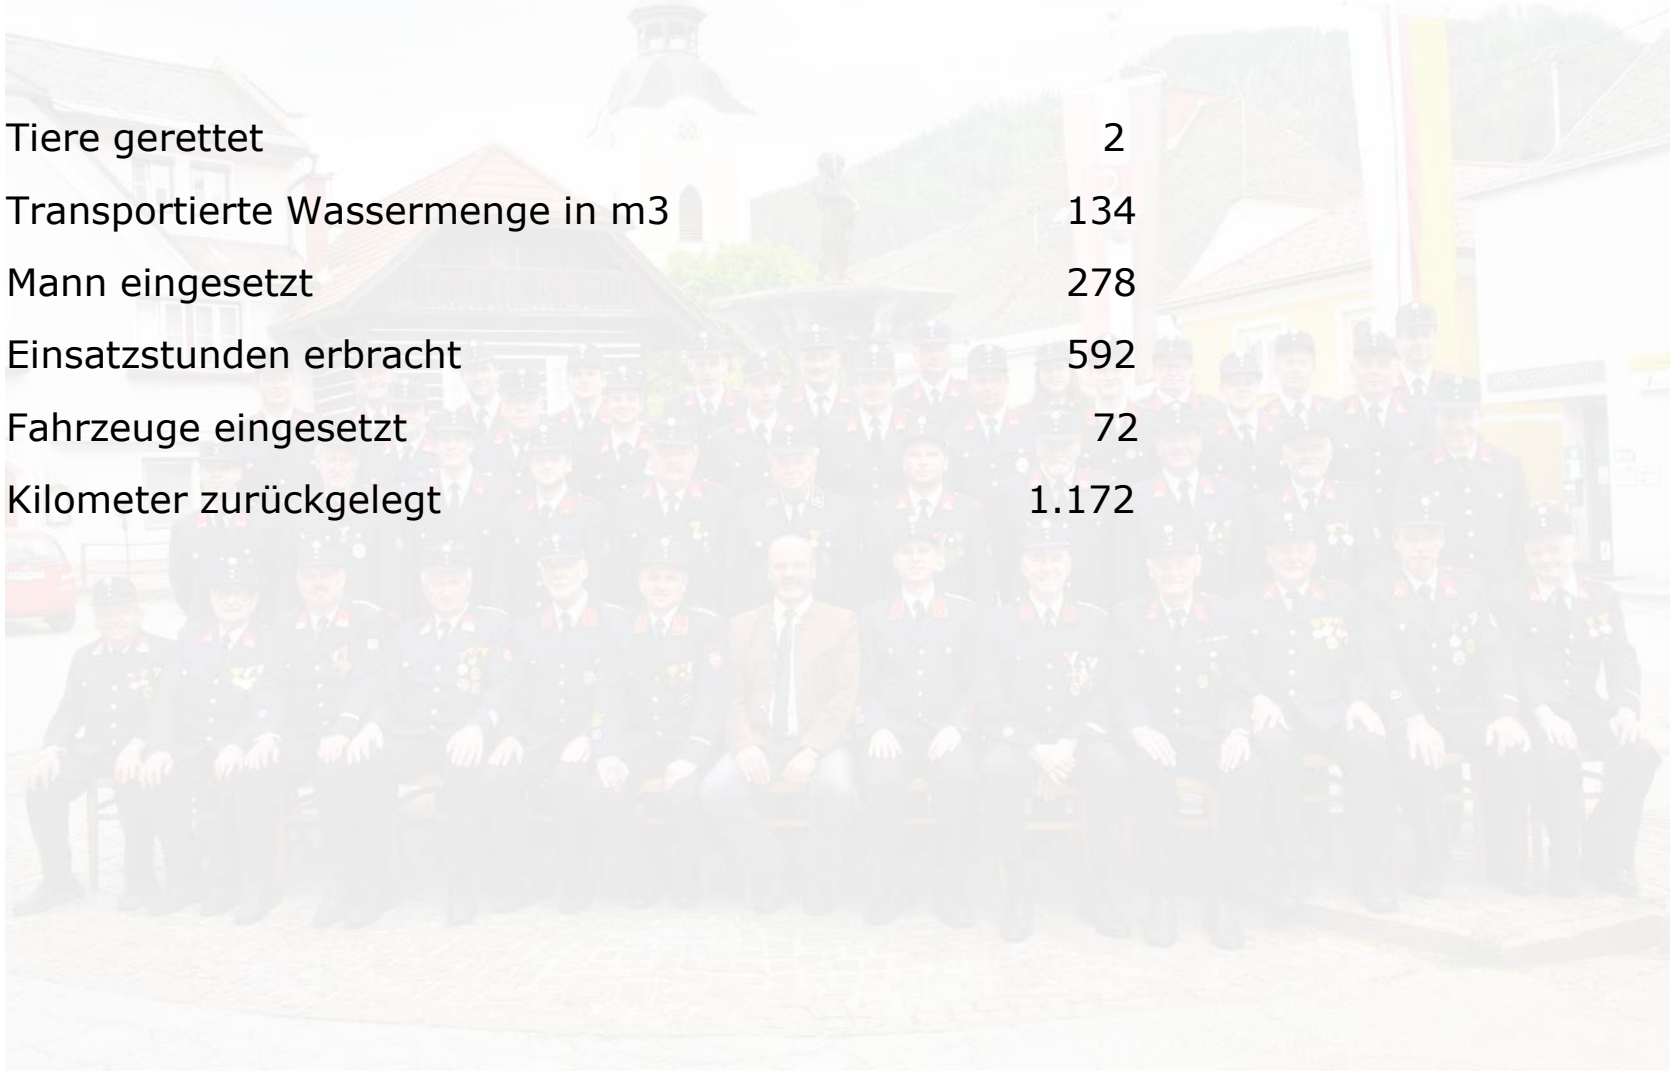 Tiere gerettet 2
Transportierte Wassermenge in m3 134
Mann eingesetzt 278
Einsatzstunden erbracht 592
Fahrzeuge eingesetzt 72
Kilometer zurückgelegt 1.172